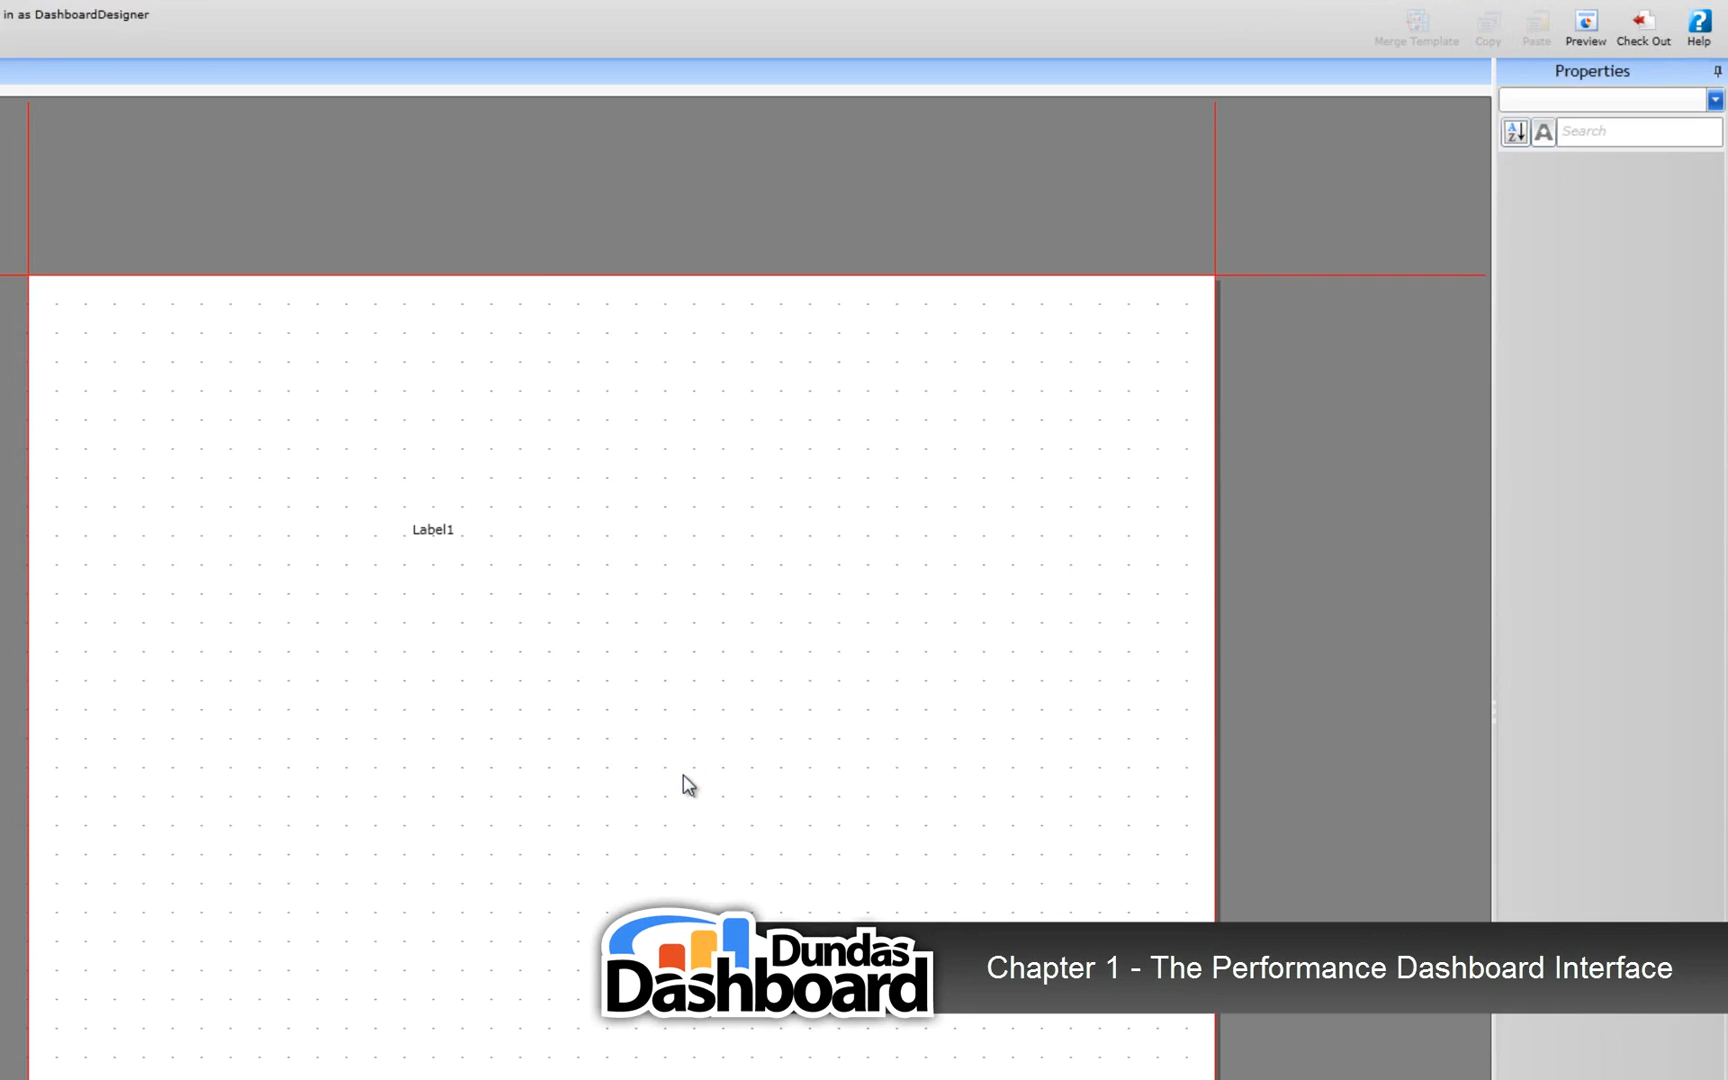 in as DashboardDesigner
Merge Template
Copy
Paste
Preview
Check Out
Help
Properties
A
Z
A
Search
Label1
Dundas
Dashboard
Chapter 1 - The Performance Dashboard Interface